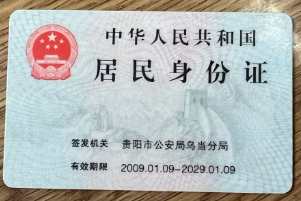 中华人民共和国
居民身份证
签发机关 贵阳市公安局乌当分局
有效期限 2009.01.09-2029.01.09